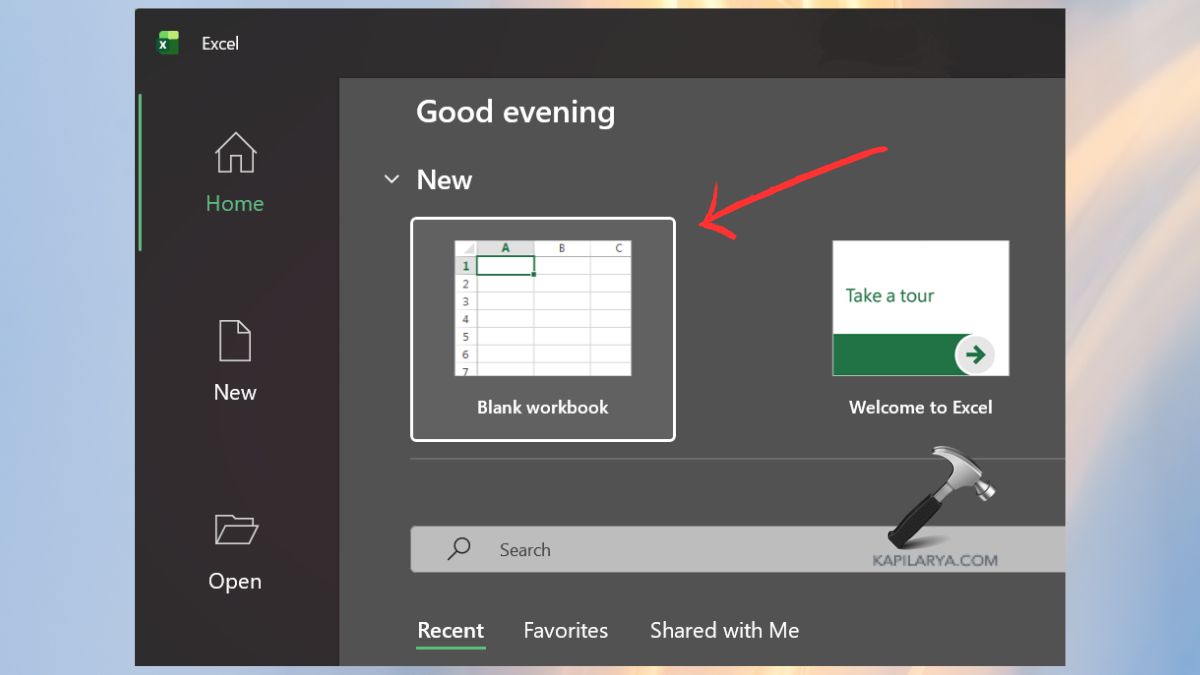 Excel
Good evening
New
Home
A B C
1
2
3
4
5
6
7
Blank workbook
Take a tour
Welcome to Excel
New
Search
KAPILARYA.COM
Open
Recent Favorites Shared with Me